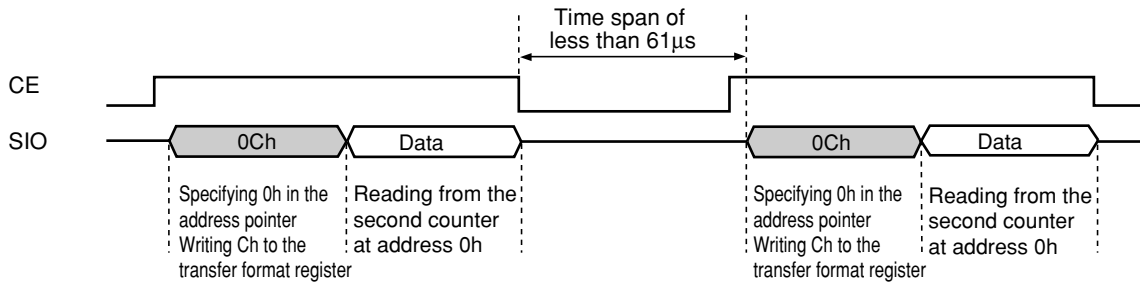 Time span of
less than 61μs
CE
SIO
0Ch
Data
0Ch
Data
Specifying 0h in the
address pointer
Writing Ch to the
transfer format register
Reading from the
second counter
at address 0h
Specifying 0h in the
address pointer
Writing Ch to the
transfer format register
Reading from the
second counter
at address 0h